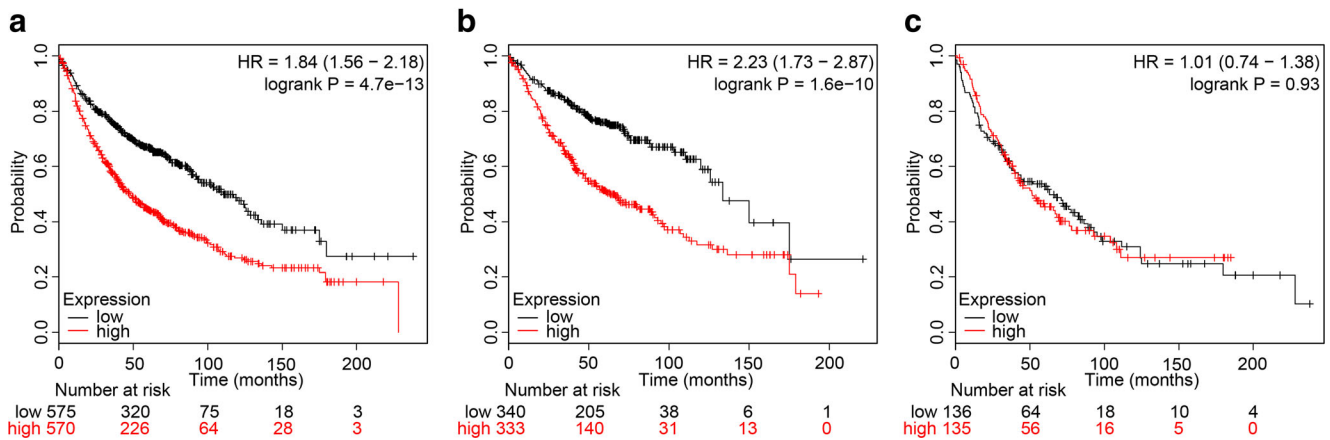 a
HR = 1.84 (1.56 − 2.18)
logrank P = 4.7e−13
Probability
1.0
0.8
0.6
0.4
0.2
0.0
Expression
low
high
0 50 100 150 200
Time (months)
Number at risk
low 575 320 75 18 3
high 570 226 64 28 3
b
HR = 2.23 (1.73 − 2.87)
logrank P = 1.6e−10
Probability
1.0
0.8
0.6
0.4
0.2
0.0
Expression
low
high
0 50 100 150 200
Time (months)
Number at risk
low 340 205 38 6 1
high 333 140 31 13 0
c
HR = 1.01 (0.74 − 1.38)
logrank P = 0.93
Probability
1.0
0.8
0.6
0.4
0.2
0.0
Expression
low
high
0 50 100 150 200
Time (months)
Number at risk
low 136 64 18 10 4
high 135 56 16 5 0